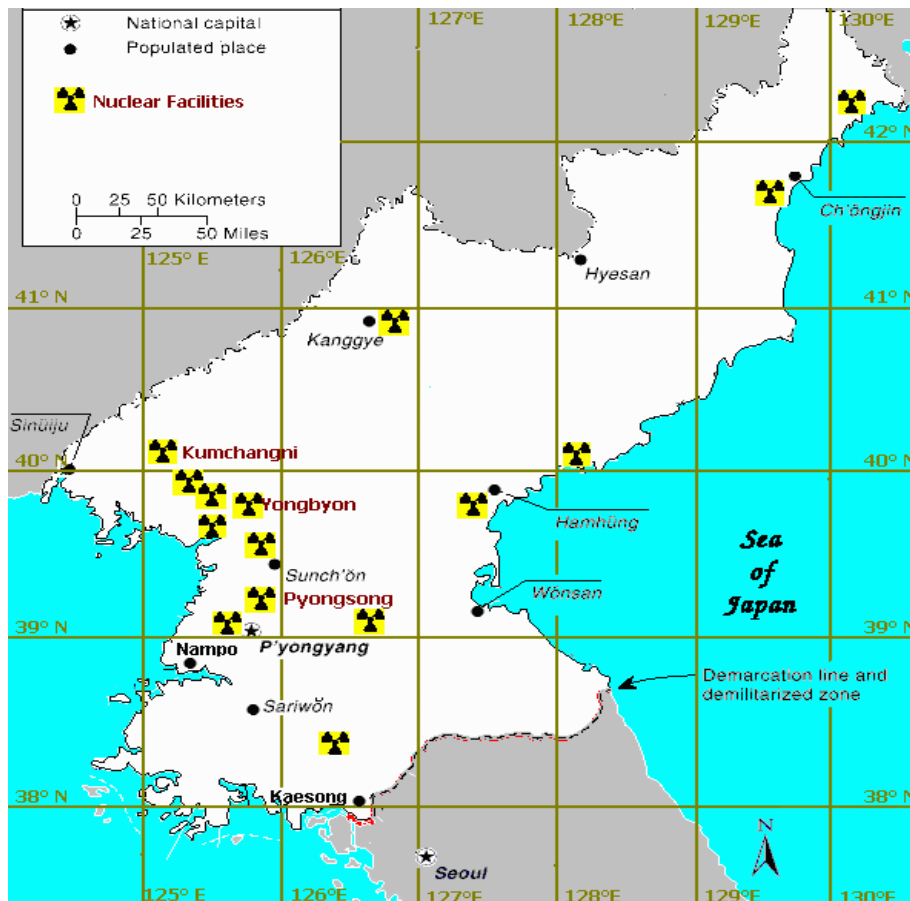 127°E
128°E
129°E
130°E
National capital
Populated place
Nuclear Facilities
0 25 50 Kilometers
0 25 50 Miles
42° N
Ch'ŏngjin
125° E
126°E
Hyesan
41° N
Kanggye
Sinŭiju
Kumchangni
40° N
Yongbyon
Hamhŭng
Sunch'ŏn
Sea
of
Japan
Pyongsong
Wŏnsan
39° N
P'yongyang
Nampo
Demarcation line and
demilitarized zone
Sariwŏn
Kaesong
38° N
38° N
N
Seoul
125° E
126°E
127°E
128°E
129°E
130°E